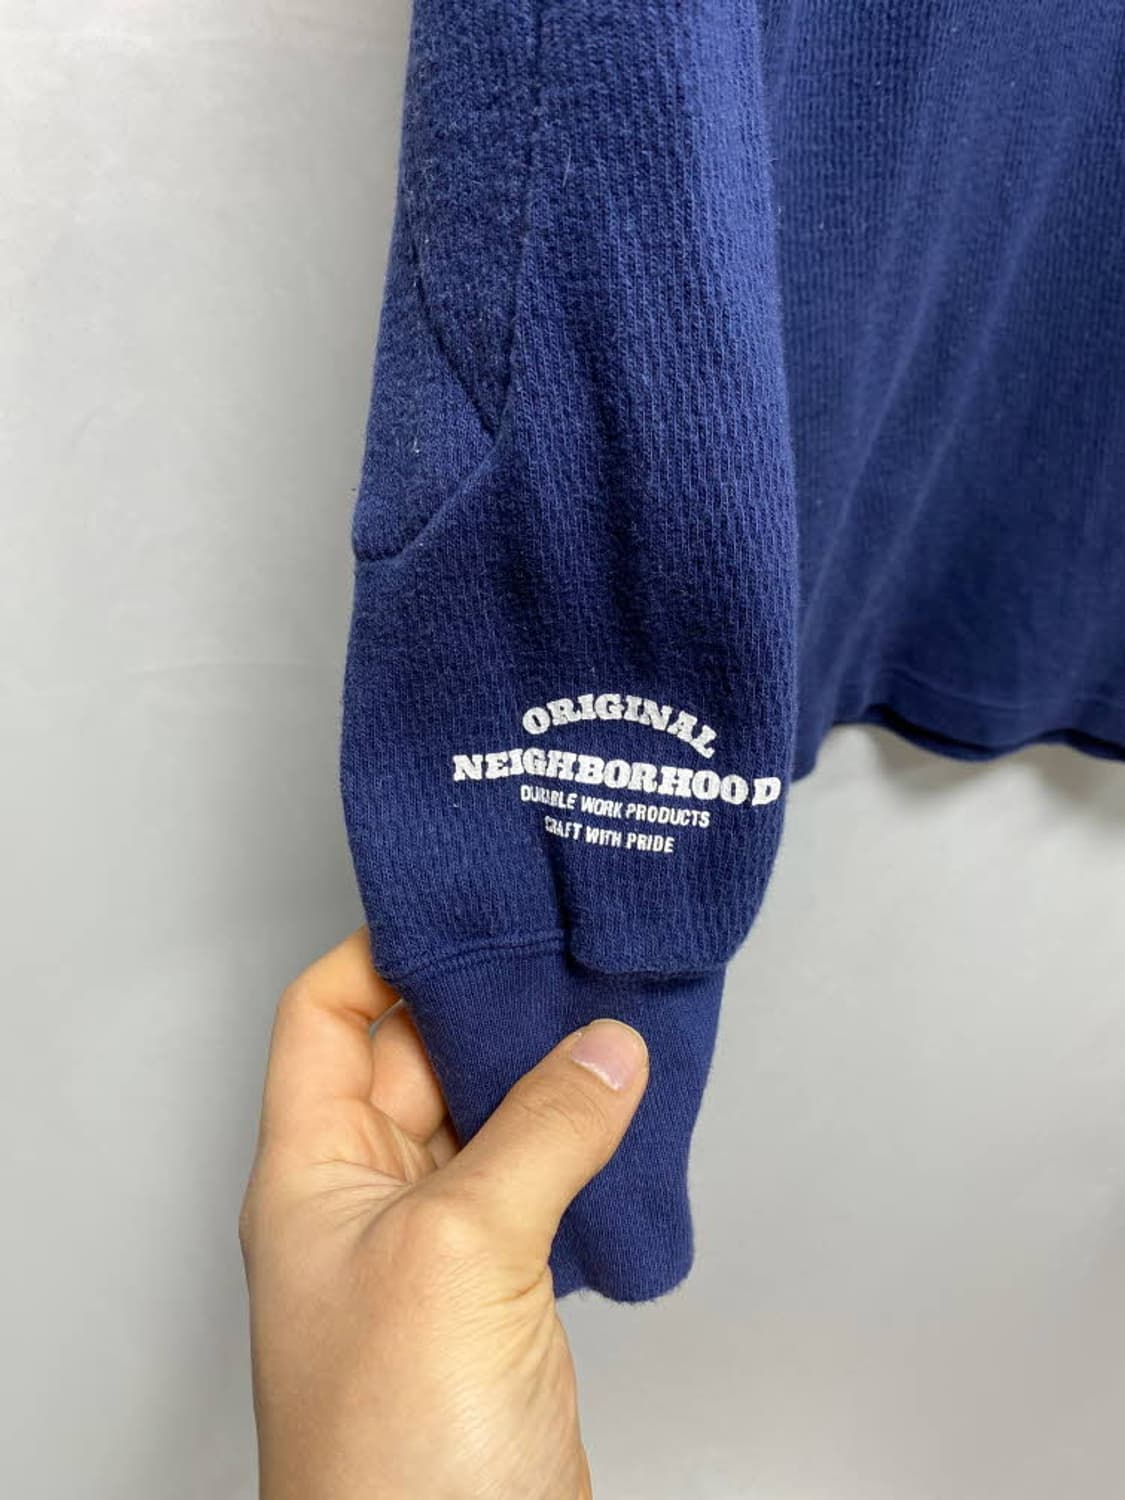 ORIGINAL
NEIGHBORHOOD
DURABLE WORK PRODUCTS
CRAFT WITH PRIDE